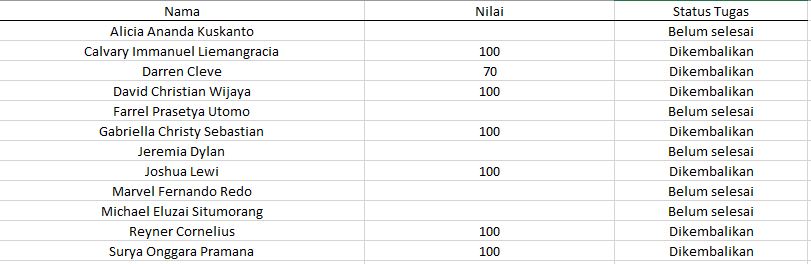 Nama Nilai Status Tugas
Alicia Ananda Kuskanto Belum selesai
Calvary Immanuel Liemangracia 100 Dikembalikan
Darren Cleve 70 Dikembalikan
David Christian Wijaya 100 Dikembalikan
Farrel Prasetya Utomo Belum selesai
Gabriella Christy Sebastian 100 Dikembalikan
Jeremia Dylan Belum selesai
Joshua Lewi 100 Dikembalikan
Marvel Fernando Redo Belum selesai
Michael Eluzai Situmorang Belum selesai
Reyner Cornelius 100 Dikembalikan
Surya Onggara Pramana 100 Dikembalikan